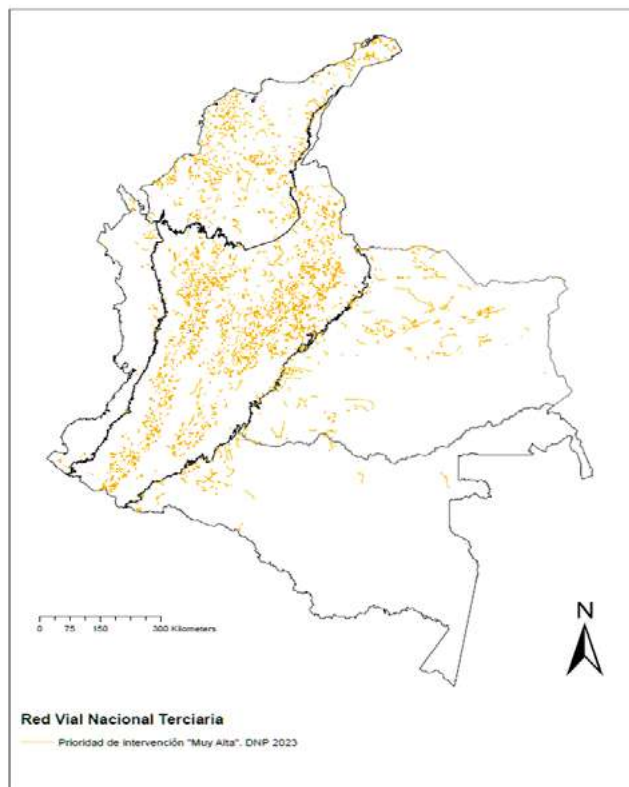 N
0 75 150 300 Kilometers
Red Vial Nacional Terciaria
Prioridad de intervención "Muy Alta". DNP 2023